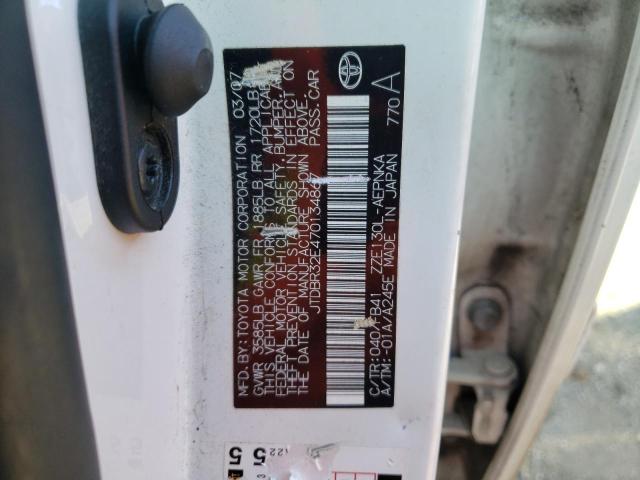 MFD. BY: TOYOTA MOTOR CORPORATION 03/07
GVWR 3585LB GAWR FR 1885LB RR 1720LB
THIS VEHICLE CONFORMS TO ALL APPLICABLE
FEDERAL MOTOR VEHICLE SAFETY, BUMPER, AND
THEFT PREVENTION STANDARDS IN EFFECT ON
THE DATE OF MANUFACTURE SHOWN ABOVE.
PASS. CAR
C/TR: ZZE130L-AEPNKA
A/TM: -01A/A245E MADE IN JAPAN 770 A
5 5